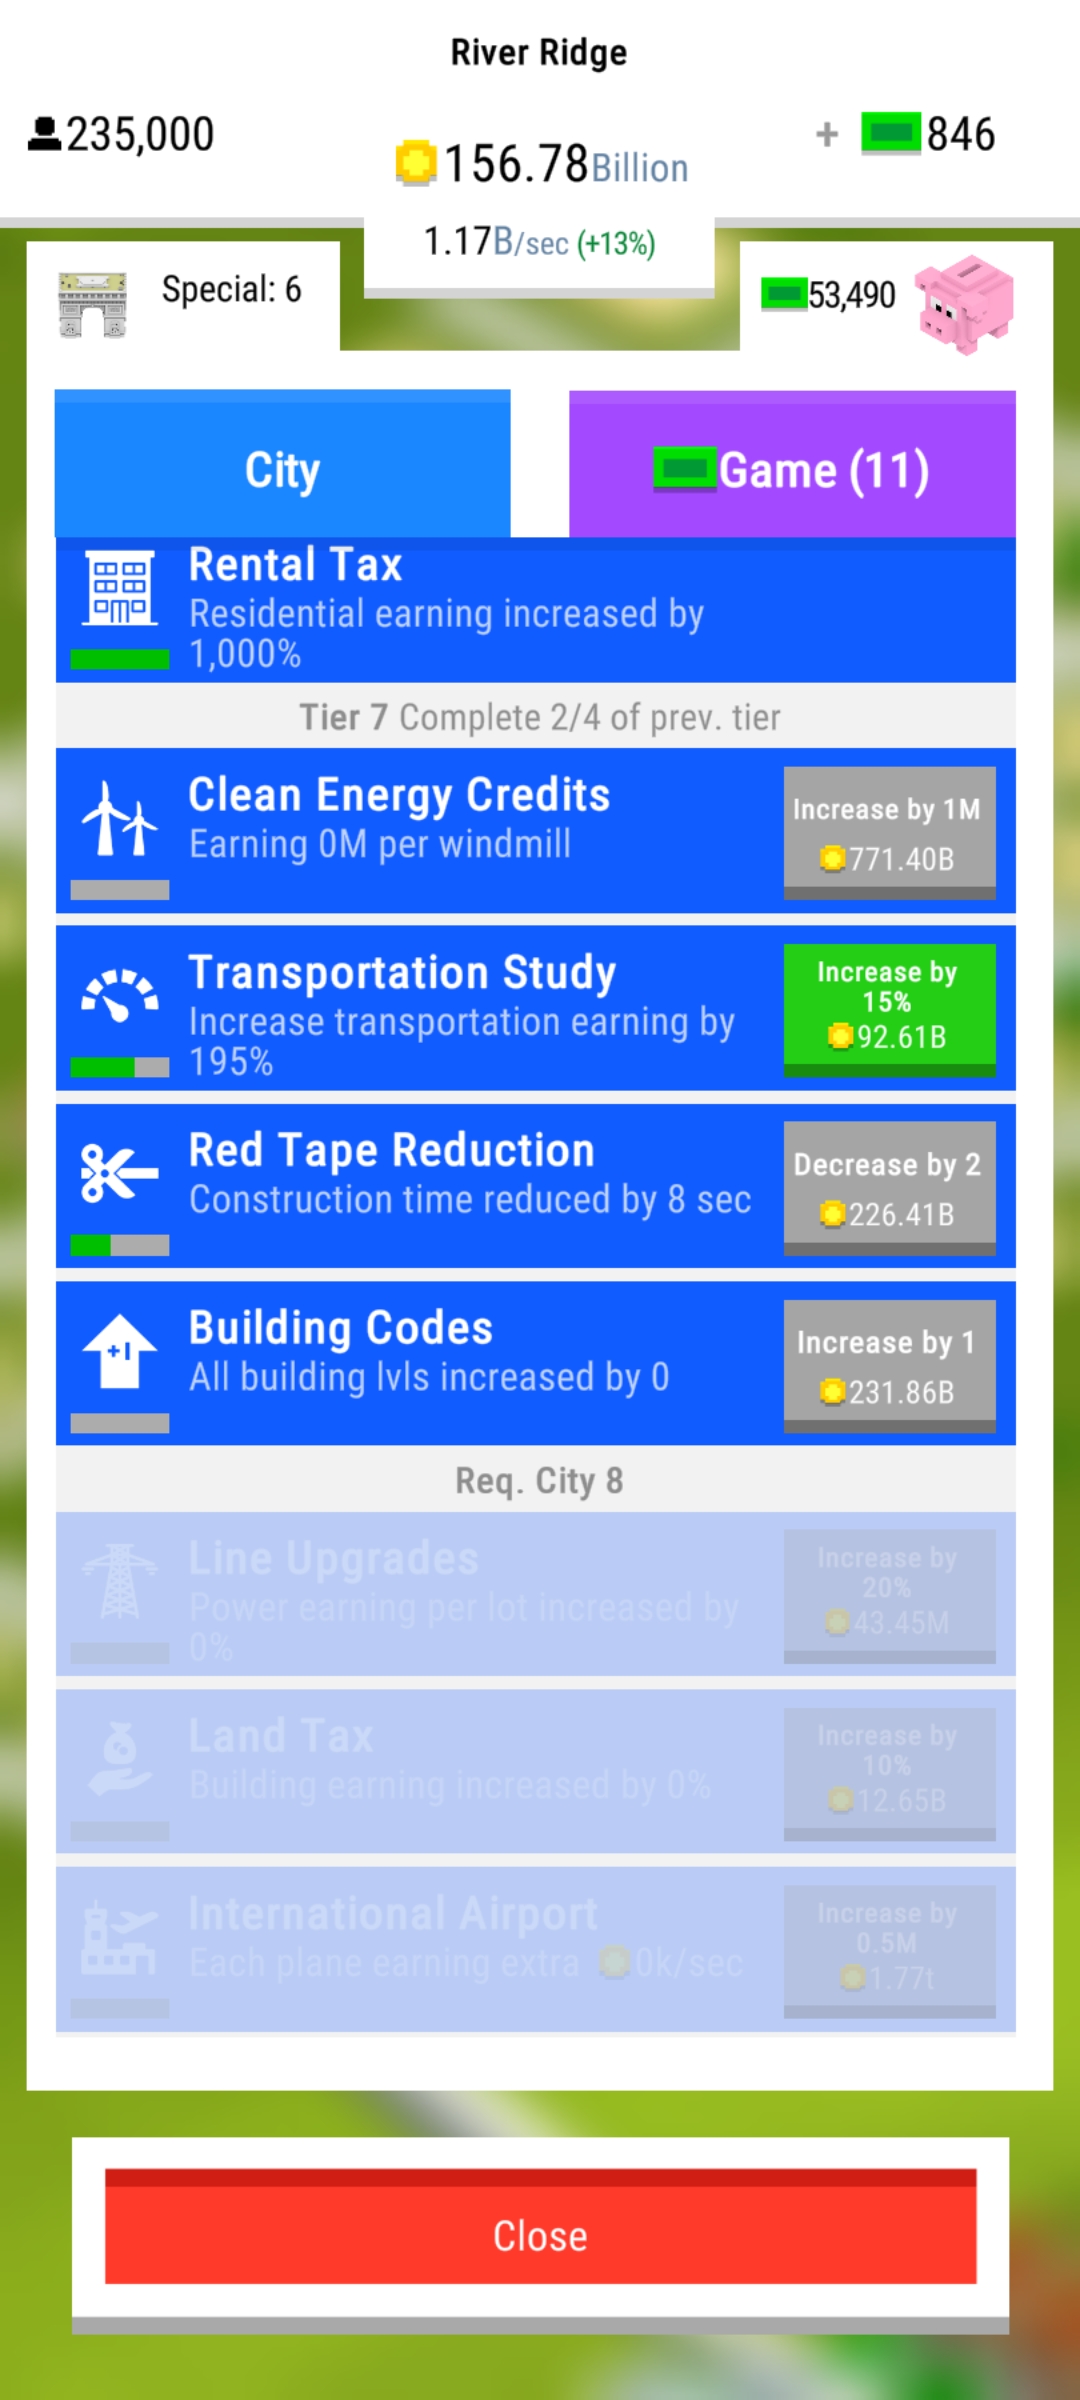 River Ridge
235,000
156.78Billion
+ 846
1.17B/sec (+13%)
Special: 6
53,490
City
Game (11)
Rental Tax
Residential earning increased by
1,000%
Tier 7 Complete 2/4 of prev. tier
Clean Energy Credits
Earning 0M per windmill
Increase by 1M
771.40B
Transportation Study
Increase transportation earning by
195%
Increase by
15%
92.61B
Red Tape Reduction
Construction time reduced by 8 sec
Decrease by 2
226.41B
+1
Building Codes
All building lvls increased by 0
Increase by 1
231.86B
Req. City 8
Line Upgrades
Power earning per lot increased by
0%
Increase by
20%
43.45M
Land Tax
Building earning increased by 0%
Increase by
10%
12.65B
International Airport
Each plane earning extra 0k/sec
Increase by
0.5M
1.77t
Close